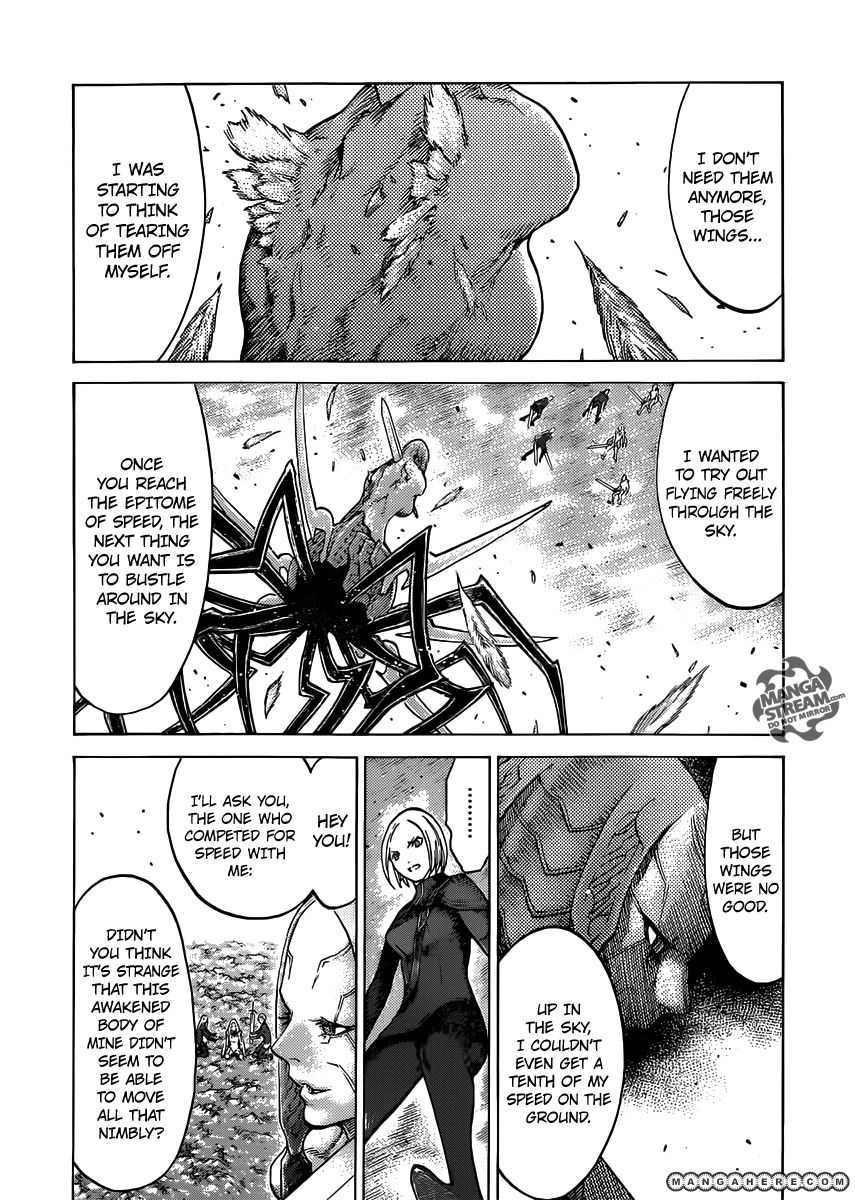 I DON'T
NEED THEM
ANYMORE,
THOSE
WINGS...
I WAS
STARTING
TO THINK
OF TEARING
THEM OFF
MYSELF.
I WANTED
TO TRY OUT
FLYING FREELY
THROUGH THE
SKY.
ONCE
YOU REACH
THE EPITOME
OF SPEED, THE
NEXT THING
YOU WANT IS
TO BUSTLE
AROUND IN
THE SKY.
MANGA
STREAM.COM
DO NOT MIRROR
BUT
THOSE
WINGS
WERE NO
GOOD.
UP IN
THE SKY,
I COULDN'T
EVEN GET A
TENTH OF MY
SPEED ON THE
GROUND.
.........
HEY
YOU!
I'LL ASK YOU,
THE ONE WHO
COMPETED FOR
SPEED WITH
ME:
DIDN'T
YOU THINK
IT'S STRANGE
THAT THIS
AWAKENED
BODY OF
MINE DIDN'T
SEEM TO
BE ABLE
TO MOVE
ALL THAT
NIMBLY?
MANGAHERE.COM